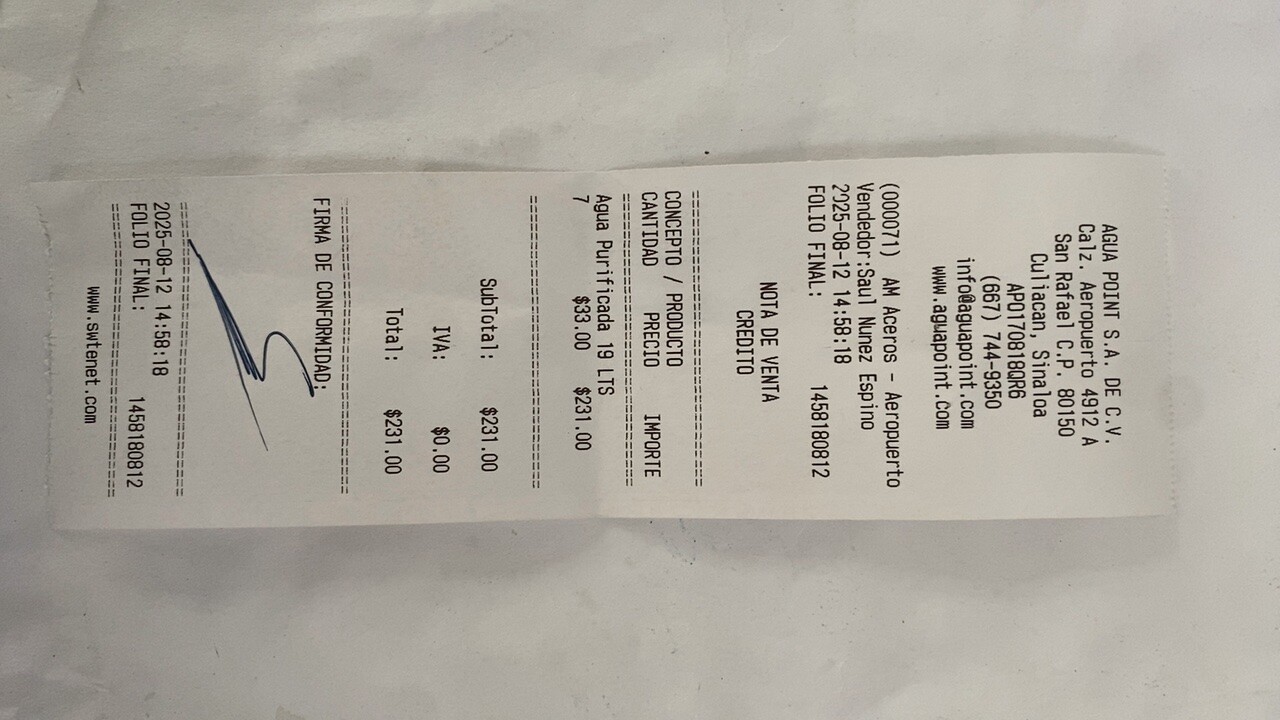 AGUA POINT S.A. DE C.V.
Calz. Aeropuerto 4912 A
San Rafael C.P. 80150
Culiacan, Sinaloa
APO170818QR6
(667) 744-9350
info@aguapoint.com
www.aguapoint.com
(000071) AM Aceros - Aeropuerto
Vendedor:Saul Nunez Espino
2025-08-12 14:58:18
FOLIO FINAL: 1458180812
NOTA DE VENTA
CREDITO
CONCEPTO / PRODUCTO
CANTIDAD PRECIO IMPORTE
Agua Purificada 19 LTS
7 $33.00 $231.00
SubTotal: $231.00
IVA: $0.00
Total: $231.00
FIRMA DE CONFORMIDAD:
2025-08-12 14:58:18
FOLIO FINAL: 1458180812
www.swtenet.com